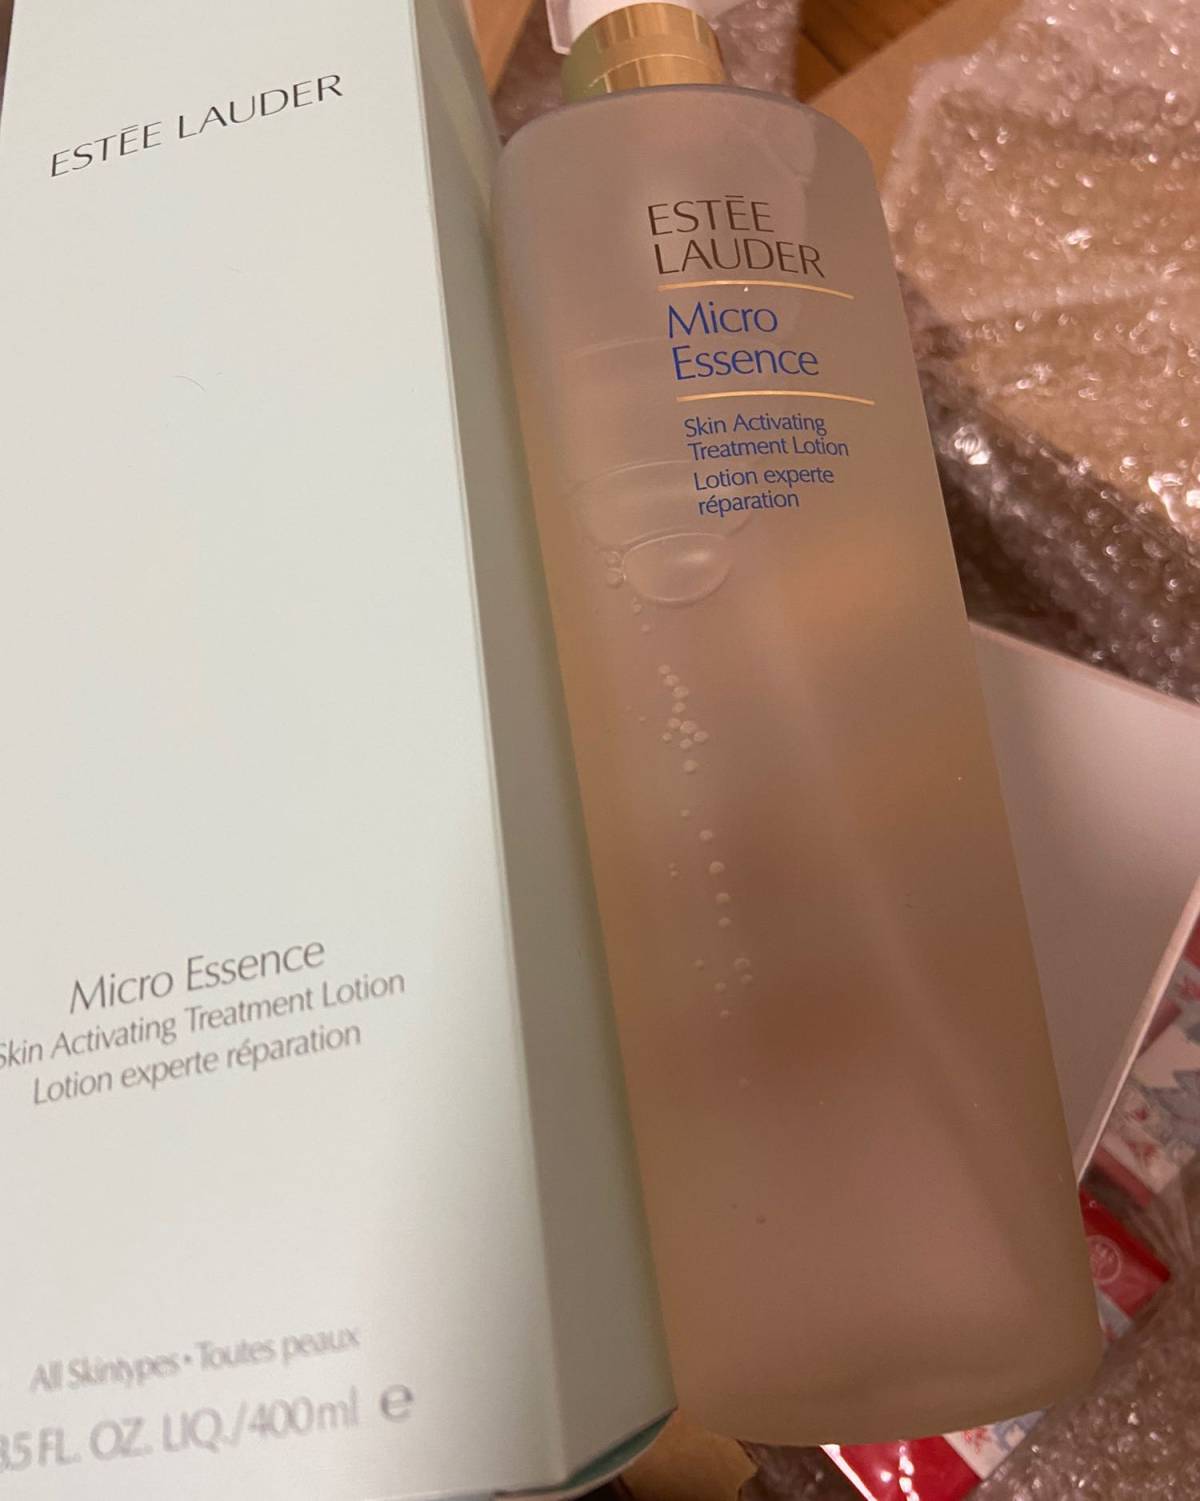 ESTĒE LAUDER
Micro Essence
Skin Activating Treatment Lotion
Lotion experte réparation
All Skintypes • Toutes peaux
FL. OZ. LIQ./400ml e
ESTĒE
LAUDER
Micro
Essence
Skin Activating
Treatment Lotion
Lotion experte
réparation